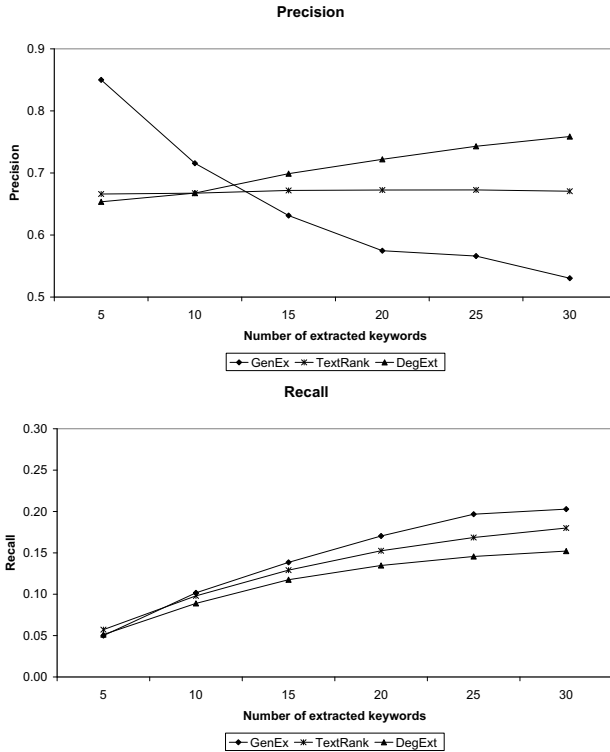 Precision
0.9
0.8
0.7
0.6
0.5
Precision
5 10 15 20 25 30
Number of extracted keywords
GenEx TextRank DegExt
Recall
0.30
0.25
0.20
0.15
0.10
0.05
0.00
Recall
5 10 15 20 25 30
Number of extracted keywords
GenEx TextRank DegExt